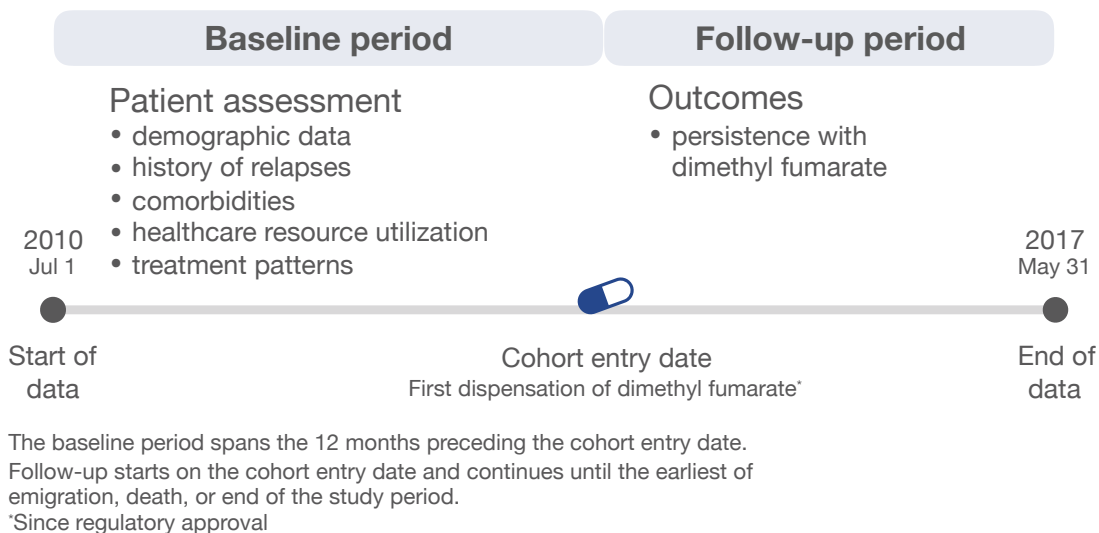 Baseline period
Follow-up period
Patient assessment
• demographic data
• history of relapses
• comorbidities
• healthcare resource utilization
• treatment patterns
Outcomes
• persistence with
dimethyl fumarate
2010
Jul 1
2017
May 31
Start of
data
Cohort entry date
First dispensation of dimethyl fumarate*
End of
data
The baseline period spans the 12 months preceding the cohort entry date.
Follow-up starts on the cohort entry date and continues until the earliest of
emigration, death, or end of the study period.
*Since regulatory approval